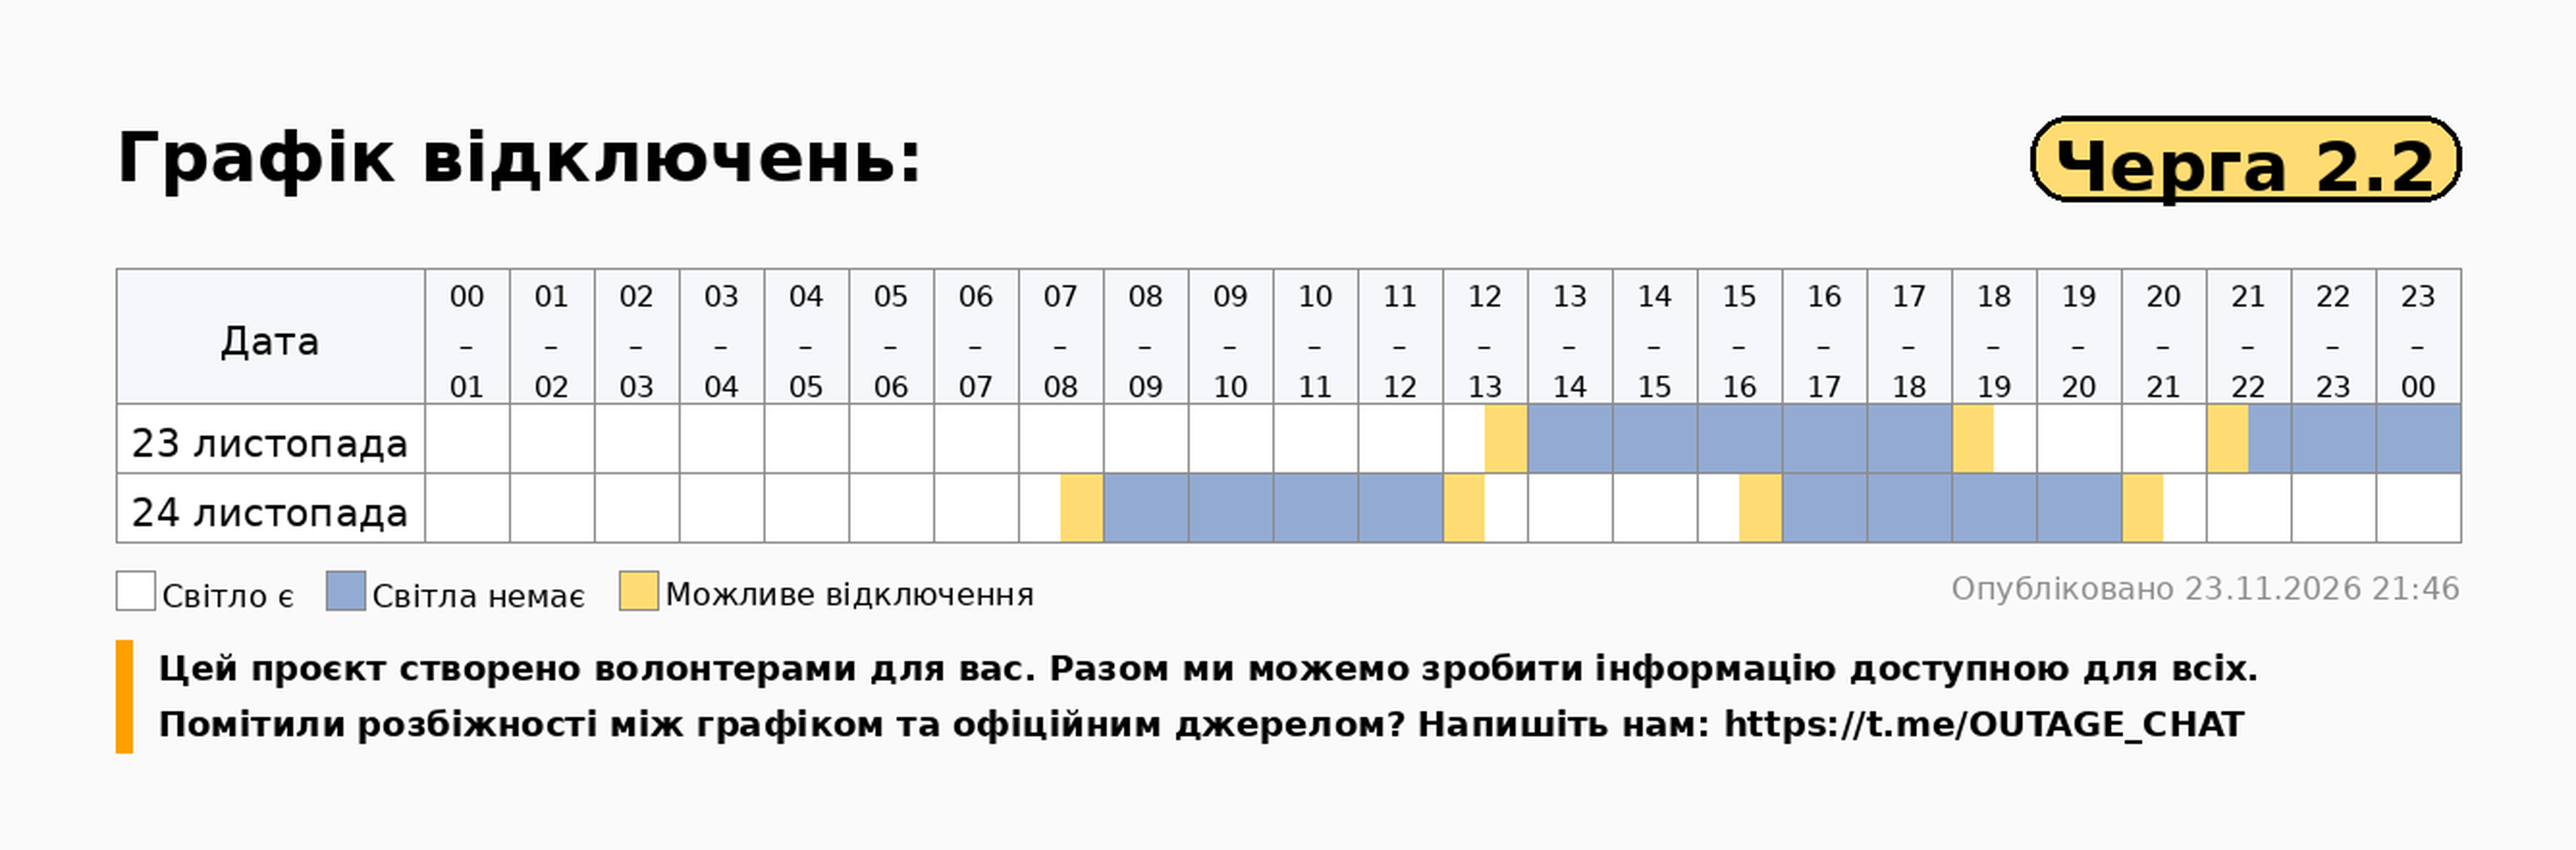 Графік відключень:
Черга 2.2
Дата
00 – 01
01 – 02
02 – 03
03 – 04
04 – 05
05 – 06
06 – 07
07 – 08
08 – 09
09 – 10
10 – 11
11 – 12
12 – 13
13 – 14
14 – 15
15 – 16
16 – 17
17 – 18
18 – 19
19 – 20
20 – 21
21 – 22
22 – 23
23 – 00
23 листопада
24 листопада
Світло є
Світла немає
Можливе відключення
Опубліковано 23.11.2026 21:46
Цей проєкт створено волонтерами для вас. Разом ми можемо зробити інформацію доступною для всіх.
Помітили розбіжності між графіком та офіційним джерелом? Напишіть нам: https://t.me/OUTAGE_CHAT